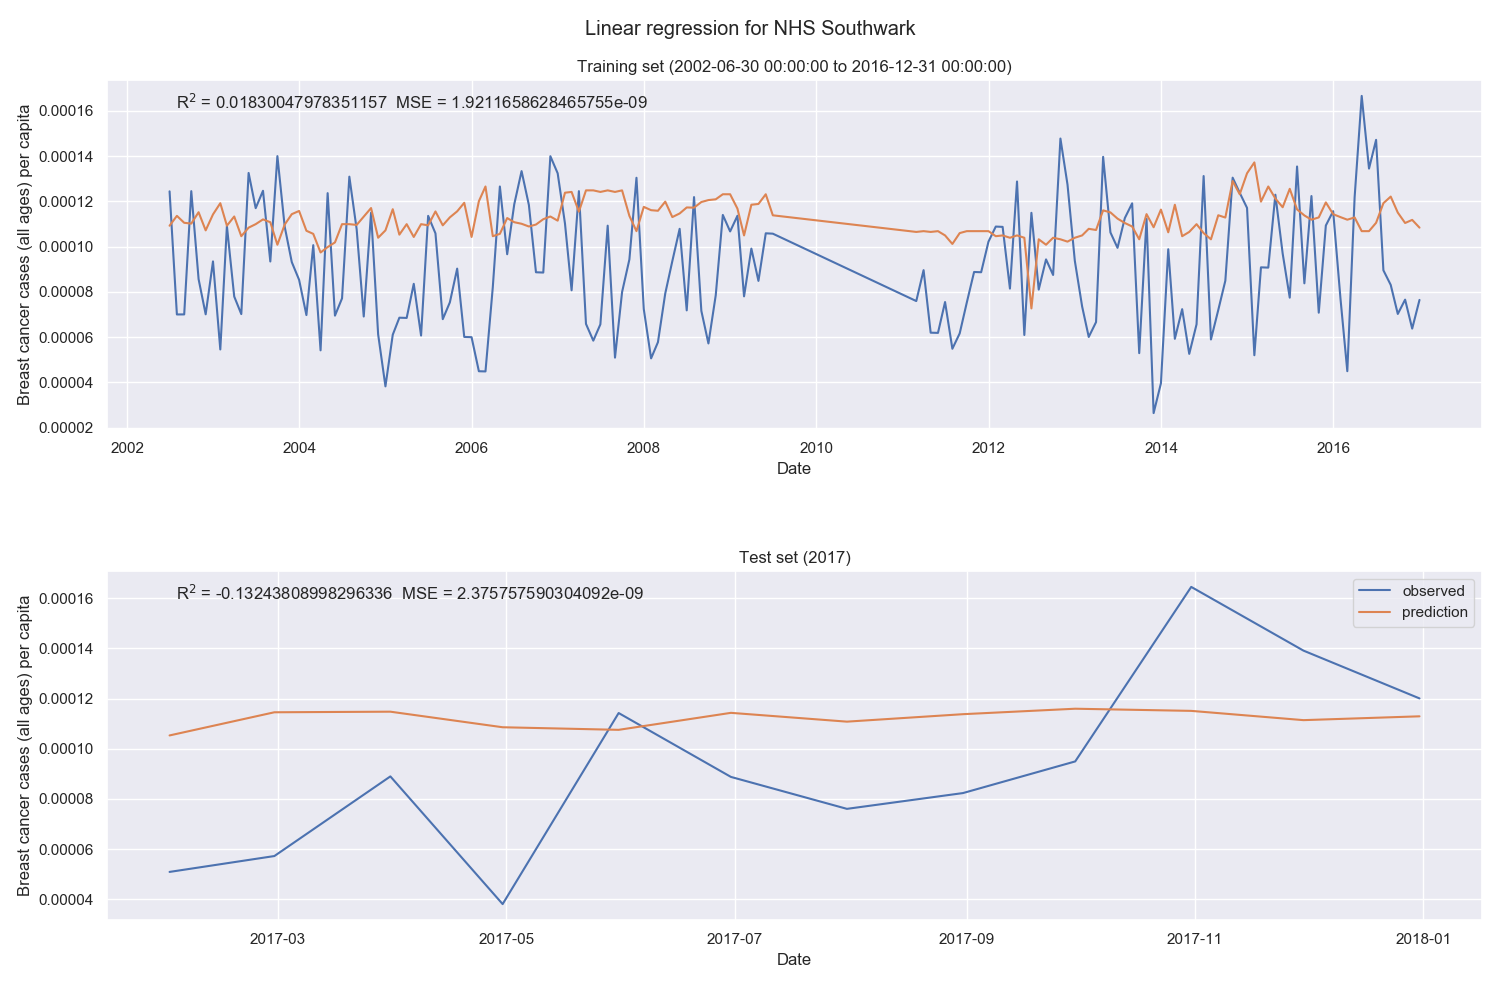 Linear regression for NHS Southwark
Training set (2002-06-30 00:00:00 to 2016-12-31 00:00:00)
R² = 0.01830047978351157  MSE = 1.9211658628465755e-09
Breast cancer cases (all ages) per capita
0.00016
0.00014
0.00012
0.00010
0.00008
0.00006
0.00004
0.00002
2002 2004 2006 2008 2010 2012 2014 2016
Date
Test set (2017)
R² = -0.13243808998296336  MSE = 2.375757590304092e-09
observed
prediction
Breast cancer cases (all ages) per capita
0.00016
0.00014
0.00012
0.00010
0.00008
0.00006
0.00004
2017-03 2017-05 2017-07 2017-09 2017-11 2018-01
Date